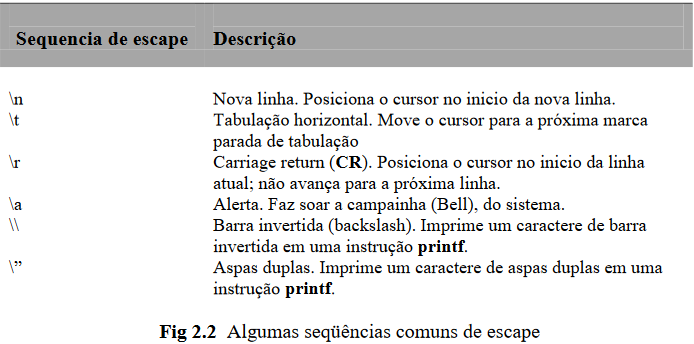 Sequencia de escape Descrição
\n Nova linha. Posiciona o cursor no inicio da nova linha.
\t Tabulação horizontal. Move o cursor para a próxima marca
parada de tabulação
\r Carriage return (CR). Posiciona o cursor no inicio da linha
atual; não avança para a próxima linha.
\a Alerta. Faz soar a campainha (Bell), do sistema.
\\ Barra invertida (backslash). Imprime um caractere de barra
invertida em uma instrução printf.
\” Aspas duplas. Imprime um caractere de aspas duplas em uma
instrução printf.
Fig 2.2 Algumas seqüências comuns de escape